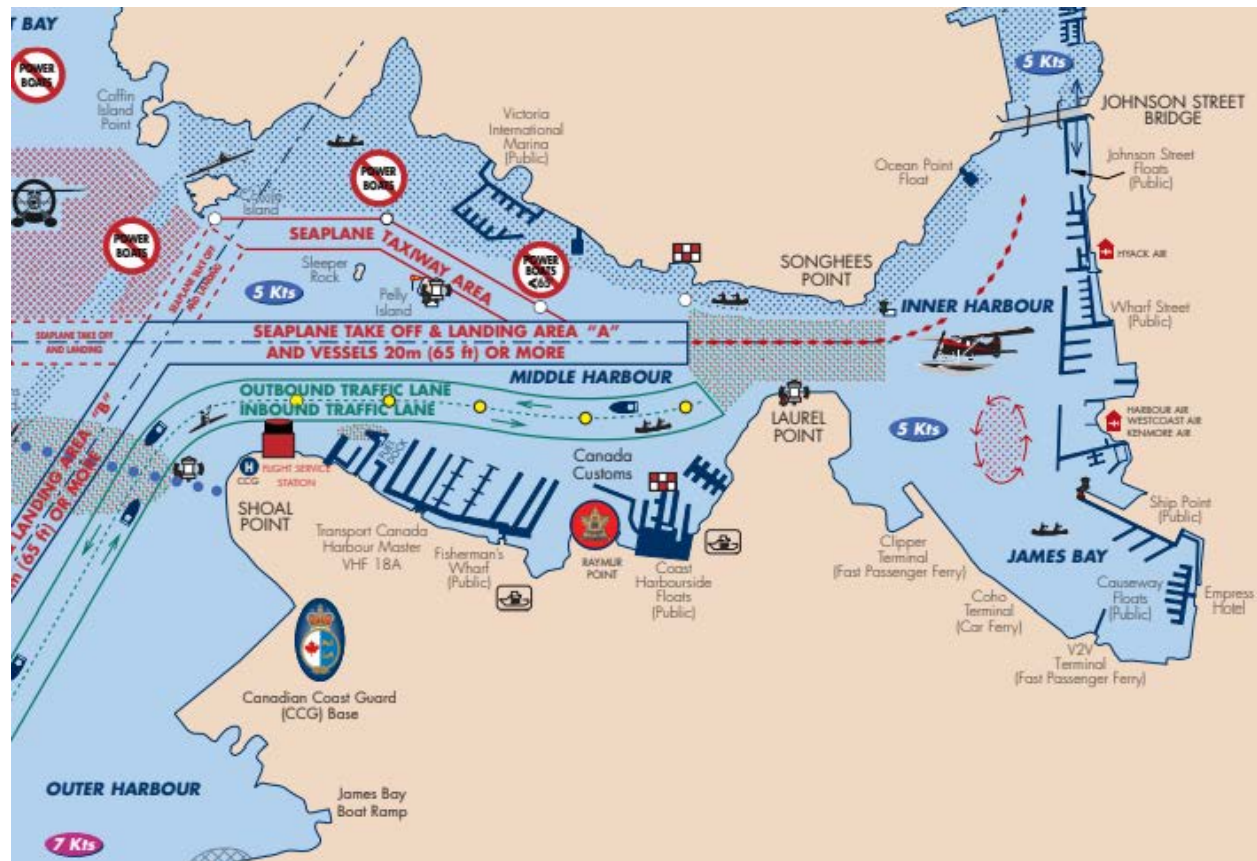 T BAY
POWER
BOATS
Coffin
Island
Point
Victoria
International
Marina
(Public)
5 Kts
JOHNSON STREET
BRIDGE
Johnson Street
Floats
(Public)
Ocean Point
Float
POWER
BOATS
Island
POWER
BOATS
SEAPLANE TAXIWAY AREA
POWER
BOATS
<65'
SONGHEES
POINT
HYACK AIR
SEAPLANE TAKE OFF
AND LANDING
Sleeper
Rock
5 Kts
Pelly
Island
INNER HARBOUR
Wharf Street
(Public)
SEAPLANE TAKE OFF
AND LANDING
SEAPLANE TAKE OFF & LANDING AREA "A"
AND VESSELS 20m (65 ft) OR MORE
MIDDLE HARBOUR
OUTBOUND TRAFFIC LANE
INBOUND TRAFFIC LANE
LAUREL
POINT
5 Kts
HARBOUR AIR
WESTCOAST AIR
KENMORE AIR
LANDING AREA "B"
(65 ft) OR MORE
H
CCG
FLIGHT SERVICE
STATION
FUEL
DOCK
Canada
Customs
SHOAL
POINT
Transport Canada
Harbour Master
VHF 18A
Fisherman's
Wharf
(Public)
RAYMUR
POINT
Coast
Harbourside
Floats
(Public)
Clipper
Terminal
(Fast Passenger Ferry)
Ship Point
(Public)
JAMES BAY
Coho
Terminal
(Car Ferry)
Causeway
Floats
(Public)
Empress
Hotel
V2V
Terminal
(Fast Passenger Ferry)
Canadian Coast Guard
(CCG) Base
OUTER HARBOUR
James Bay
Boat Ramp
7 Kts